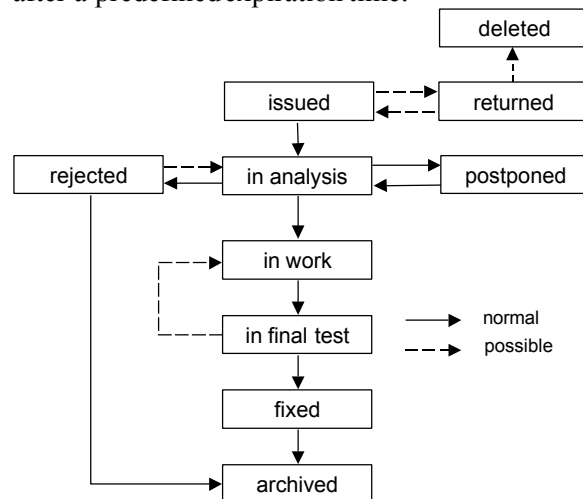 after a predefined expiration time.
deleted
issued
returned
rejected
in analysis
postponed
in work
in final test
normal
possible
fixed
archived